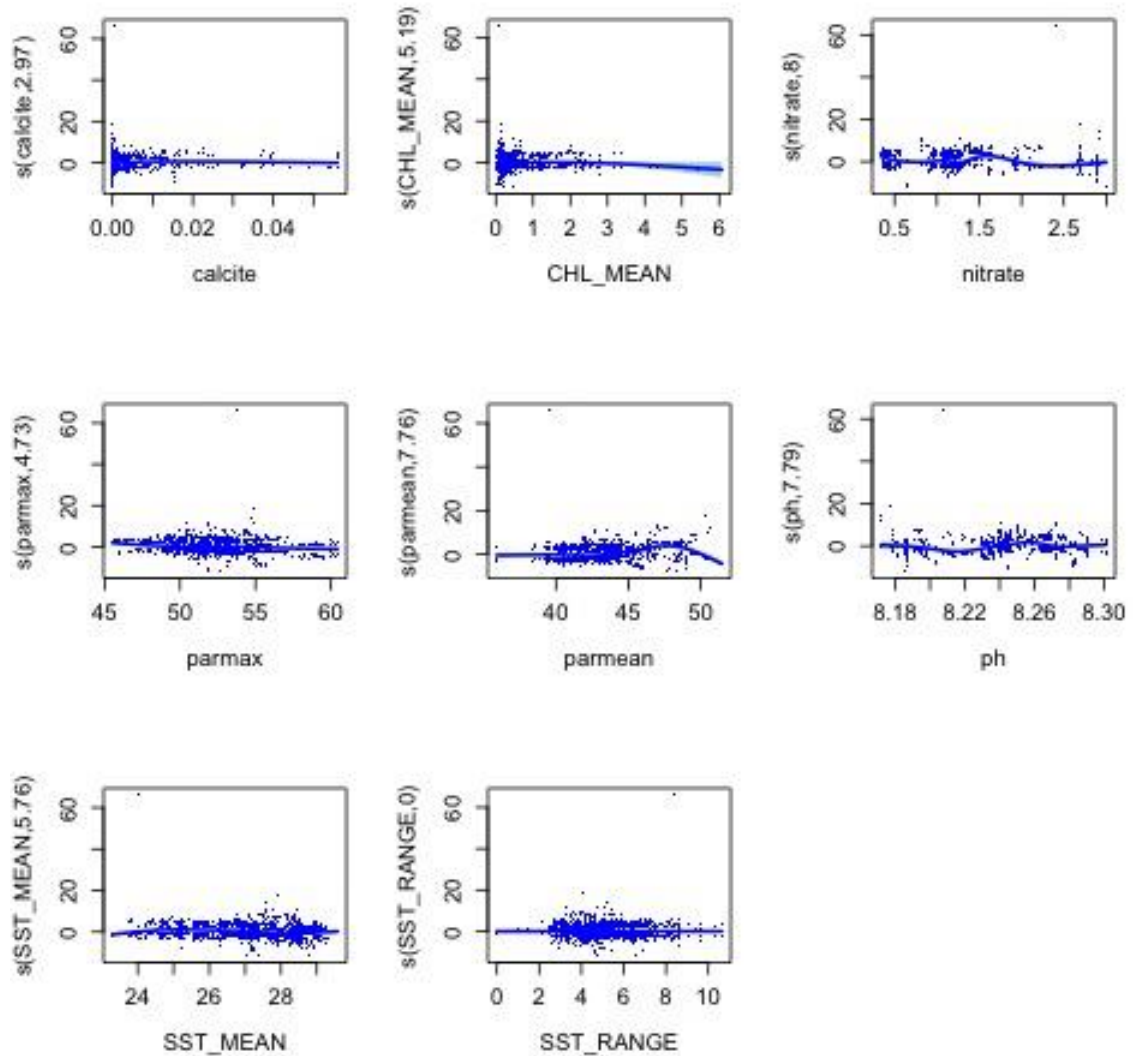 s(calcite,2.97)
60
20
0
0.00 0.02 0.04
calcite
s(CHL_MEAN,5.19)
60
20
0
0 1 2 3 4 5 6
CHL_MEAN
s(nitrate,8)
60
20
0
0.5 1.5 2.5
nitrate
s(parmax,4.73)
60
20
0
45 50 55 60
parmax
s(parmean,7.76)
60
20
0
40 45 50
parmean
s(ph,7.79)
60
20
0
8.18 8.22 8.26 8.30
ph
s(SST_MEAN,5.76)
60
20
0
24 26 28
SST_MEAN
s(SST_RANGE,0)
60
20
0
0 2 4 6 8 10
SST_RANGE